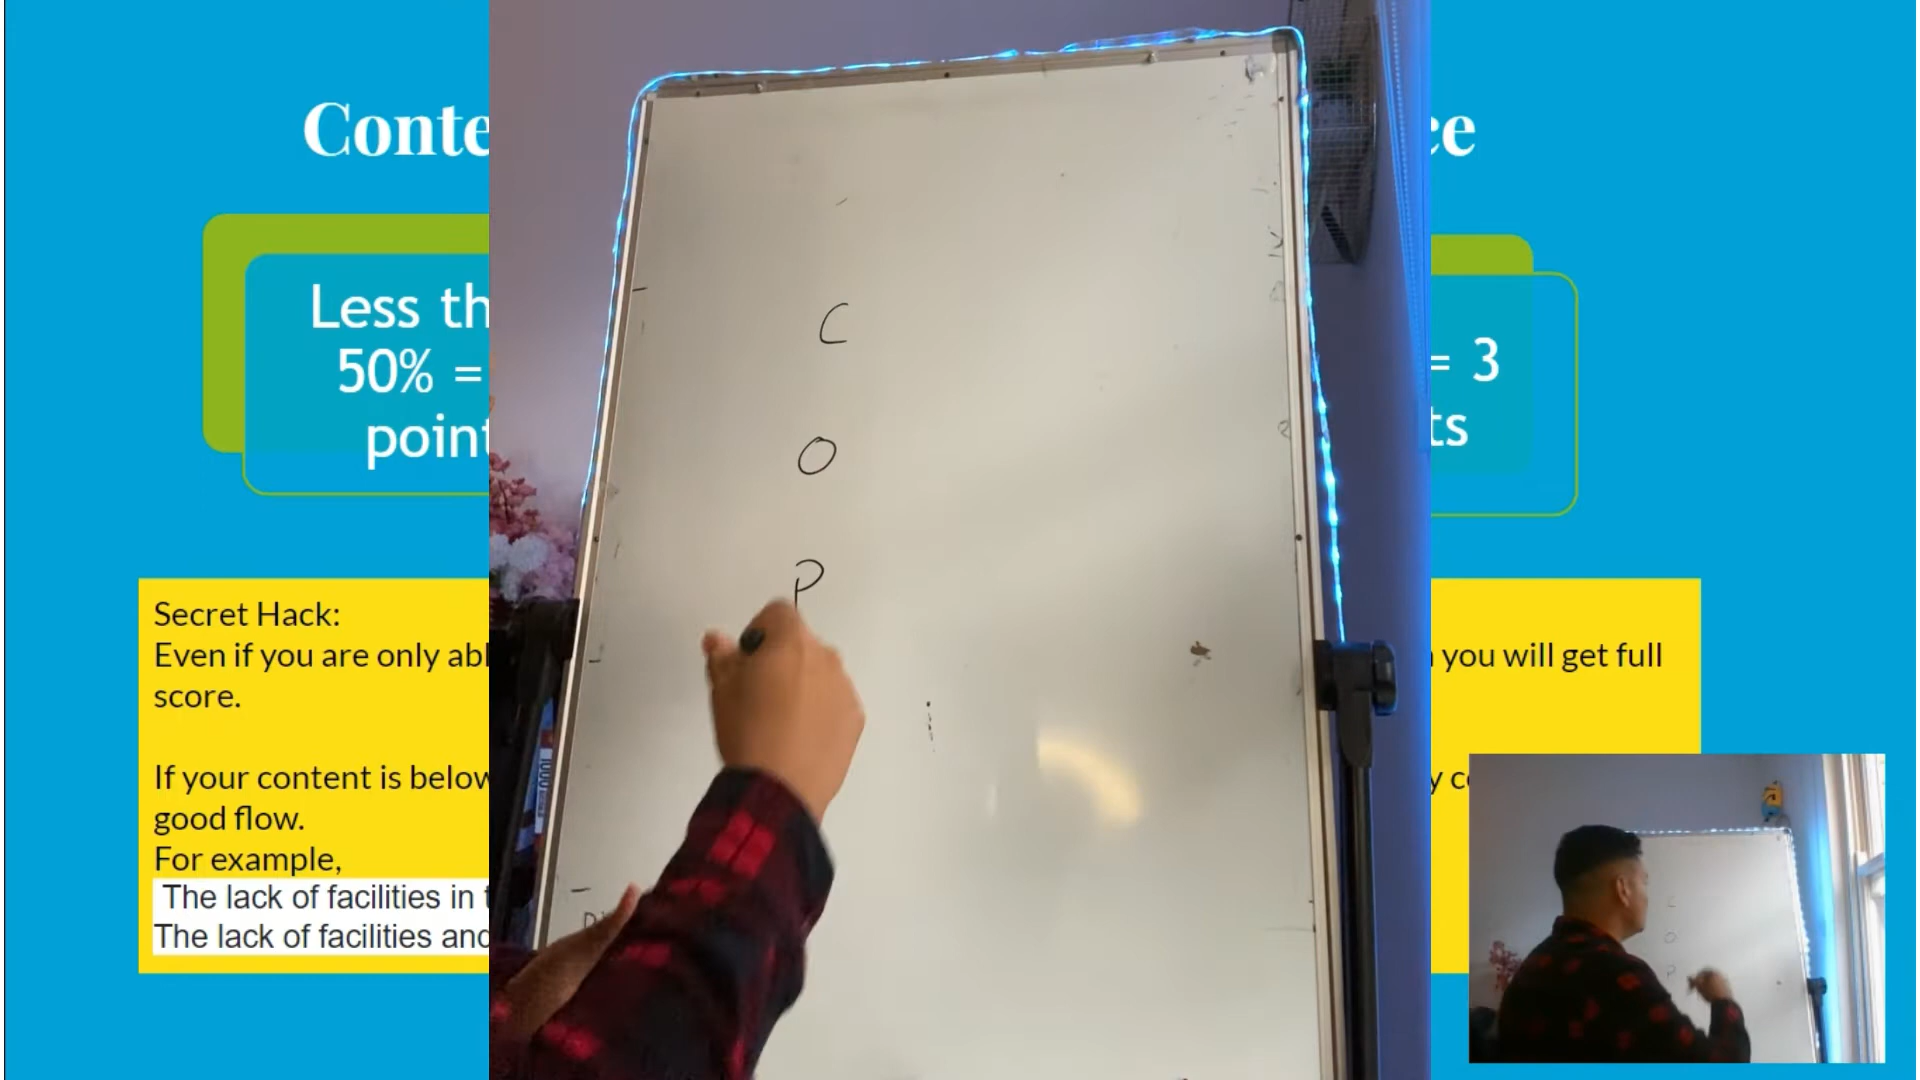 Conte ce
Less th
50% =
point
= 3
ts
C
O
P
Secret Hack:
Even if you are only abl you will get full
score.
If your content is below y c
good flow.
For example,
The lack of facilities in t
The lack of facilities and
C
O
P